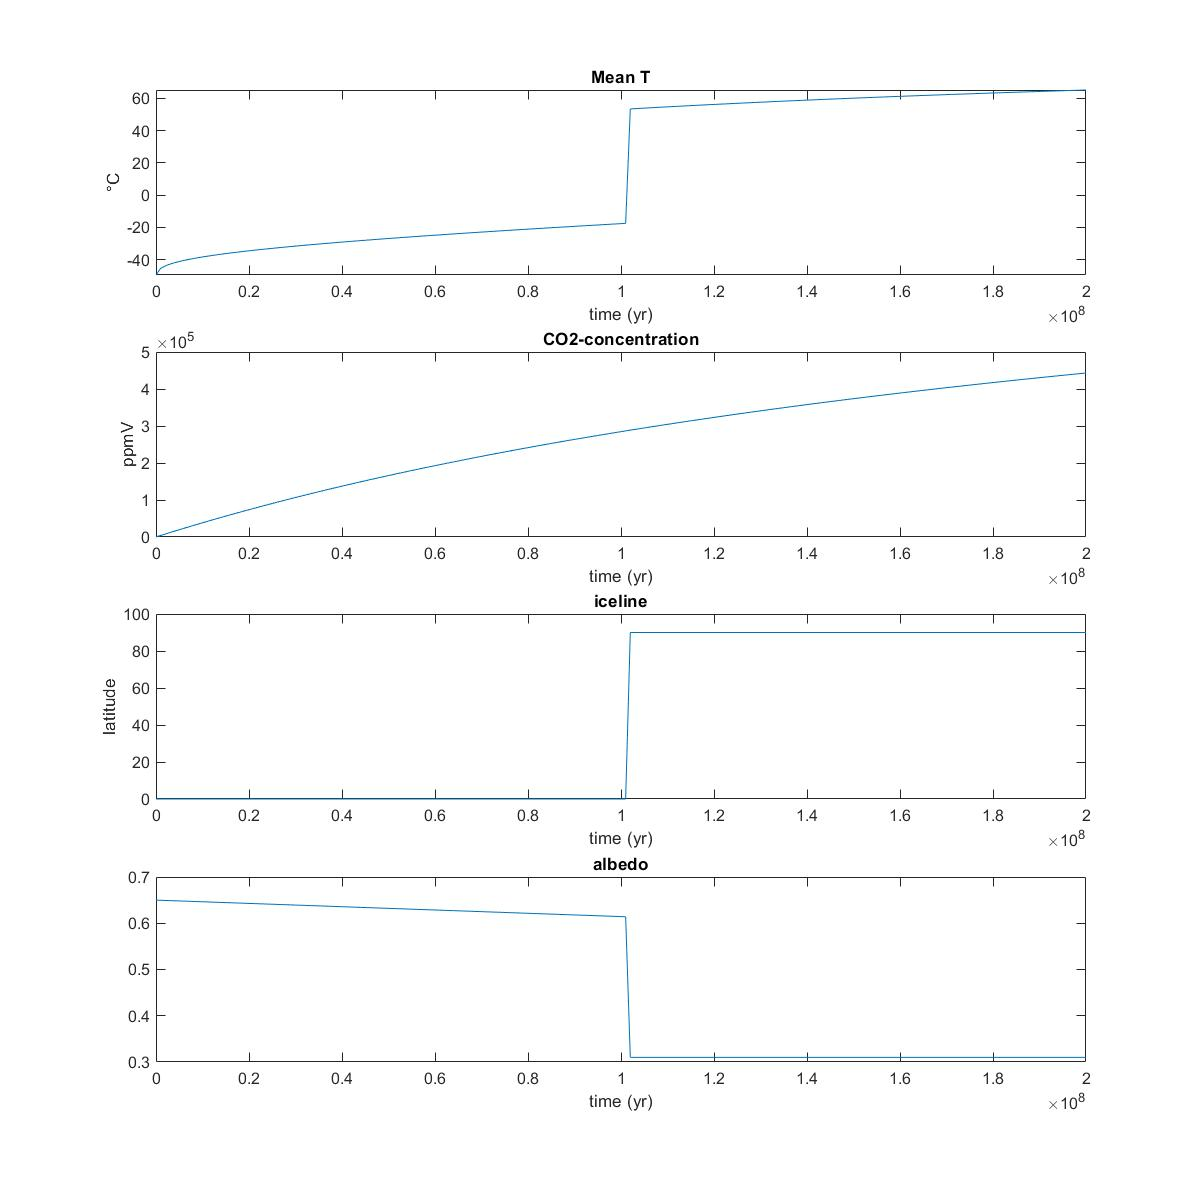 Mean T
60
40
20
0
-20
-40
°C
0 0.2 0.4 0.6 0.8 1 1.2 1.4 1.6 1.8 2
time (yr)
×10^8
CO2-concentration
×10^5
5
4
3
2
1
0
ppmV
0 0.2 0.4 0.6 0.8 1 1.2 1.4 1.6 1.8 2
time (yr)
×10^8
iceline
100
80
60
40
20
0
latitude
0 0.2 0.4 0.6 0.8 1 1.2 1.4 1.6 1.8 2
time (yr)
×10^8
albedo
0.7
0.6
0.5
0.4
0.3
0 0.2 0.4 0.6 0.8 1 1.2 1.4 1.6 1.8 2
time (yr)
×10^8